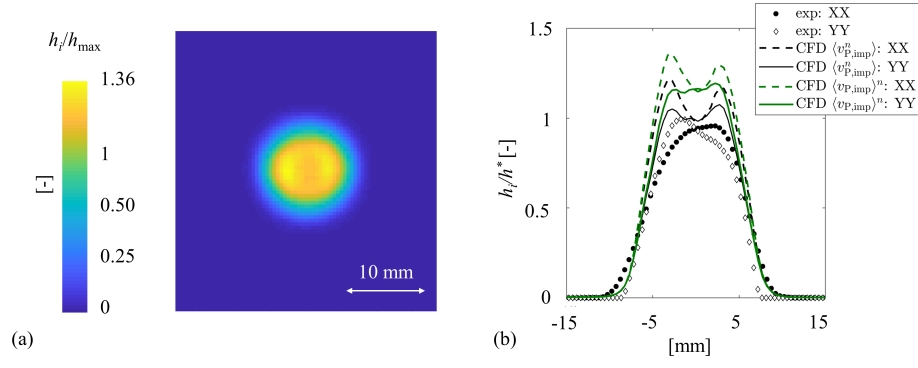 h_i/h_max
[-]
1.36
1
0.50
0.25
0
10 mm
(a)
exp: XX
exp: YY
CFD ⟨v^n_P,imp⟩: XX
CFD ⟨v^n_P,imp⟩: YY
CFD ⟨v_P,imp⟩^n: XX
CFD ⟨v_P,imp⟩^n: YY
h_i/h* [-]
1.5
1
0.5
0
-15
-5
5
15
[mm]
(b)